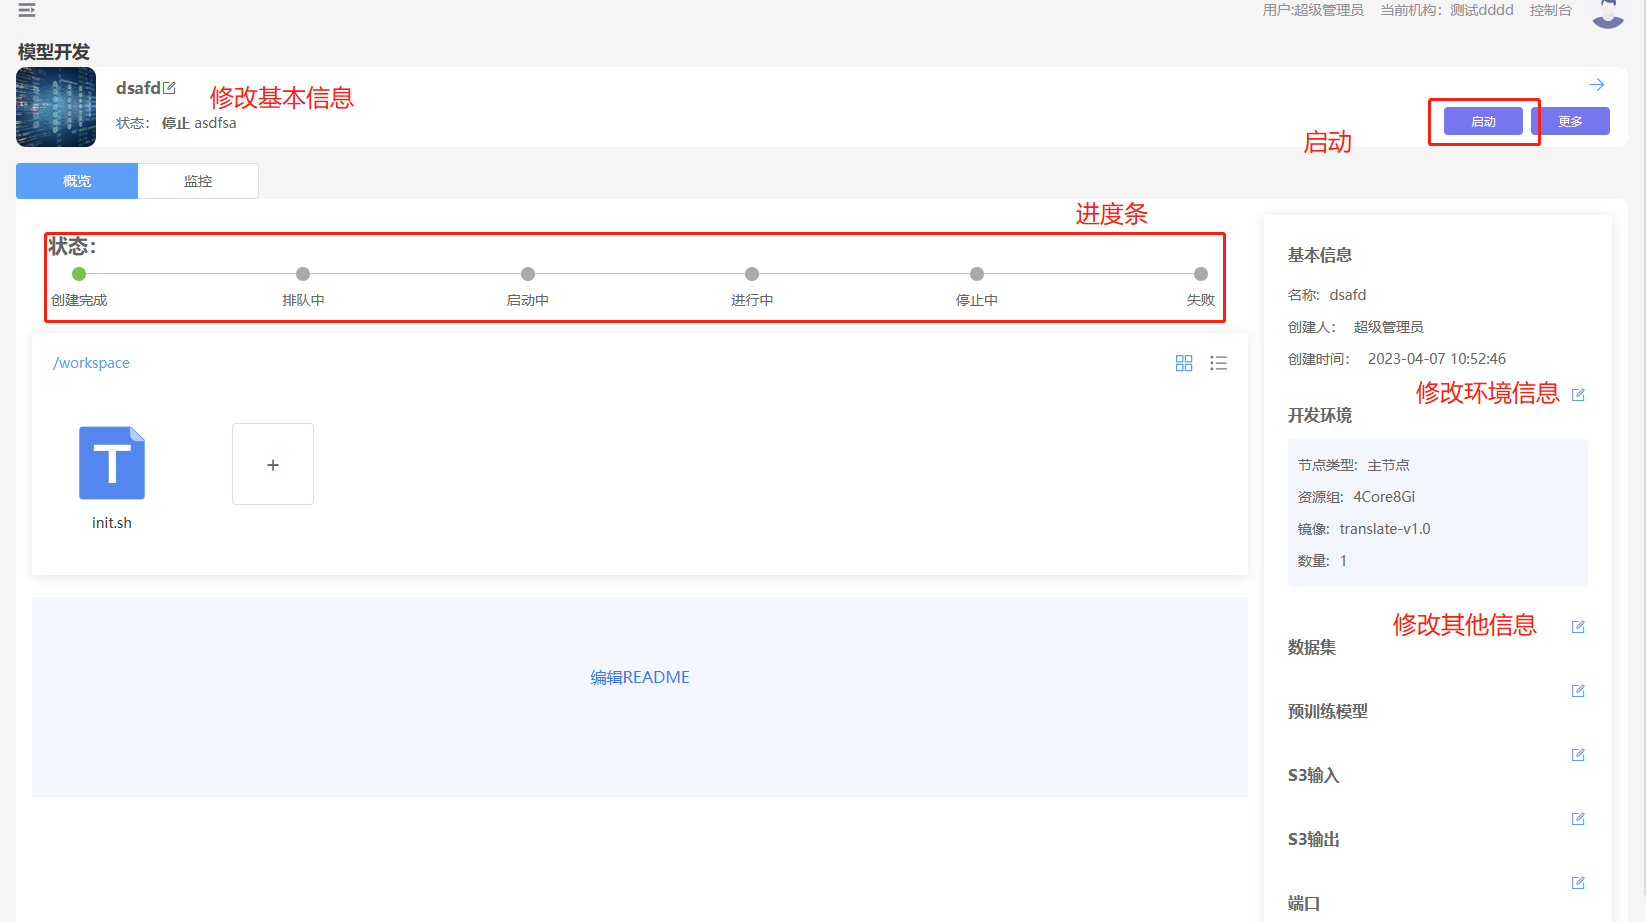 用户:超级管理员 当前机构：测试dddd 控制台
模型开发
dsafd
修改基本信息
状态： 停止 asdfsa
启动
启动
更多
概览
监控
进度条
状态：
创建完成
排队中
启动中
进行中
停止中
失败
/workspace
T
init.sh
+
编辑README
基本信息
名称: dsafd
创建人： 超级管理员
创建时间： 2023-04-07 10:52:46
修改环境信息
开发环境
节点类型: 主节点
资源组: 4Core8Gi
镜像: translate-v1.0
数量: 1
修改其他信息
数据集
预训练模型
S3输入
S3输出
端口